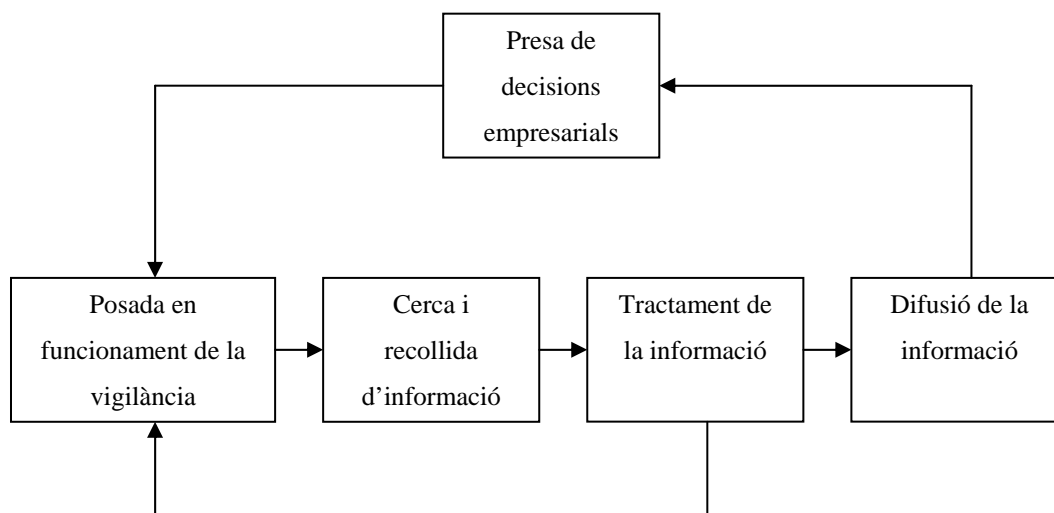 Presa de
decisions
empresarials
Posada en
funcionament de la
vigilància
Cerca i
recollida
d’informació
Tractament de
la informació
Difusió de la
informació